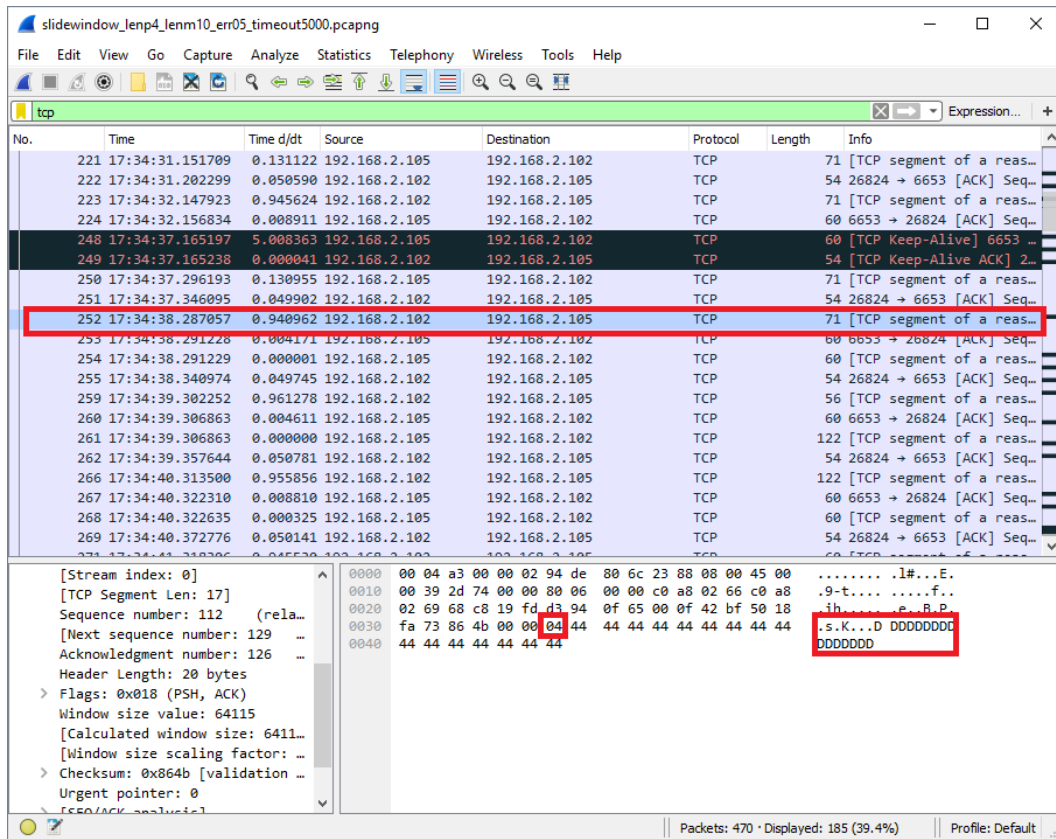 slidewindow_lenp4_lenm10_err05_timeout5000.pcapng
File Edit View Go Capture Analyze Statistics Telephony Wireless Tools Help
tcp Expression... +
No. Time Time d/dt Source Destination Protocol Length Info
221 17:34:31.151709 0.131122 192.168.2.105 192.168.2.102 TCP 71 [TCP segment of a reas…
222 17:34:31.202299 0.050590 192.168.2.102 192.168.2.105 TCP 54 26824 → 6653 [ACK] Seq…
223 17:34:32.147923 0.945624 192.168.2.102 192.168.2.105 TCP 71 [TCP segment of a reas…
224 17:34:32.156834 0.008911 192.168.2.105 192.168.2.102 TCP 60 6653 → 26824 [ACK] Seq…
248 17:34:37.165197 5.008363 192.168.2.105 192.168.2.102 TCP 60 [TCP Keep-Alive] 6653 …
249 17:34:37.165238 0.000041 192.168.2.102 192.168.2.105 TCP 54 [TCP Keep-Alive ACK] 2…
250 17:34:37.296193 0.130955 192.168.2.105 192.168.2.102 TCP 71 [TCP segment of a reas…
251 17:34:37.346095 0.049902 192.168.2.102 192.168.2.105 TCP 54 26824 → 6653 [ACK] Seq…
252 17:34:38.287057 0.940962 192.168.2.102 192.168.2.105 TCP 71 [TCP segment of a reas…
253 17:34:38.291228 0.004171 192.168.2.105 192.168.2.102 TCP 60 6653 → 26824 [ACK] Seq…
254 17:34:38.291229 0.000001 192.168.2.105 192.168.2.102 TCP 60 [TCP segment of a reas…
255 17:34:38.340974 0.049745 192.168.2.102 192.168.2.105 TCP 54 26824 → 6653 [ACK] Seq…
259 17:34:39.302252 0.961278 192.168.2.102 192.168.2.105 TCP 56 [TCP segment of a reas…
260 17:34:39.306863 0.004611 192.168.2.105 192.168.2.102 TCP 60 6653 → 26824 [ACK] Seq…
261 17:34:39.306863 0.000000 192.168.2.105 192.168.2.102 TCP 122 [TCP segment of a reas…
262 17:34:39.357644 0.050781 192.168.2.102 192.168.2.105 TCP 54 26824 → 6653 [ACK] Seq…
266 17:34:40.313500 0.955856 192.168.2.102 192.168.2.105 TCP 122 [TCP segment of a reas…
267 17:34:40.322310 0.008810 192.168.2.105 192.168.2.102 TCP 60 6653 → 26824 [ACK] Seq…
268 17:34:40.322635 0.000325 192.168.2.105 192.168.2.102 TCP 60 [TCP segment of a reas…
269 17:34:40.372776 0.050141 192.168.2.102 192.168.2.105 TCP 54 26824 → 6653 [ACK] Seq…
[Stream index: 0]
[TCP Segment Len: 17]
Sequence number: 112 (rela…
[Next sequence number: 129 …
Acknowledgment number: 126 …
Header Length: 20 bytes
Flags: 0x018 (PSH, ACK)
Window size value: 64115
[Calculated window size: 6411…
[Window size scaling factor: …
Checksum: 0x864b [validation …
Urgent pointer: 0
[SEQ/ACK analysis]
0000 00 04 a3 00 00 02 94 de 80 6c 23 88 08 00 45 00 ........ .l#...E.
0010 00 39 2d 74 00 00 80 06 00 00 c0 a8 02 66 c0 a8 .9-t.... .....f..
0020 02 69 68 c8 19 fd d3 94 0f 65 00 0f 42 bf 50 18 .ih..... .e..B.P.
0030 fa 73 86 4b 00 00 04 44 44 44 44 44 44 44 44 44 .s.K...D DDDDDDDD
0040 44 44 44 44 44 44 44 DDDDDDD
Packets: 470 · Displayed: 185 (39.4%) Profile: Default